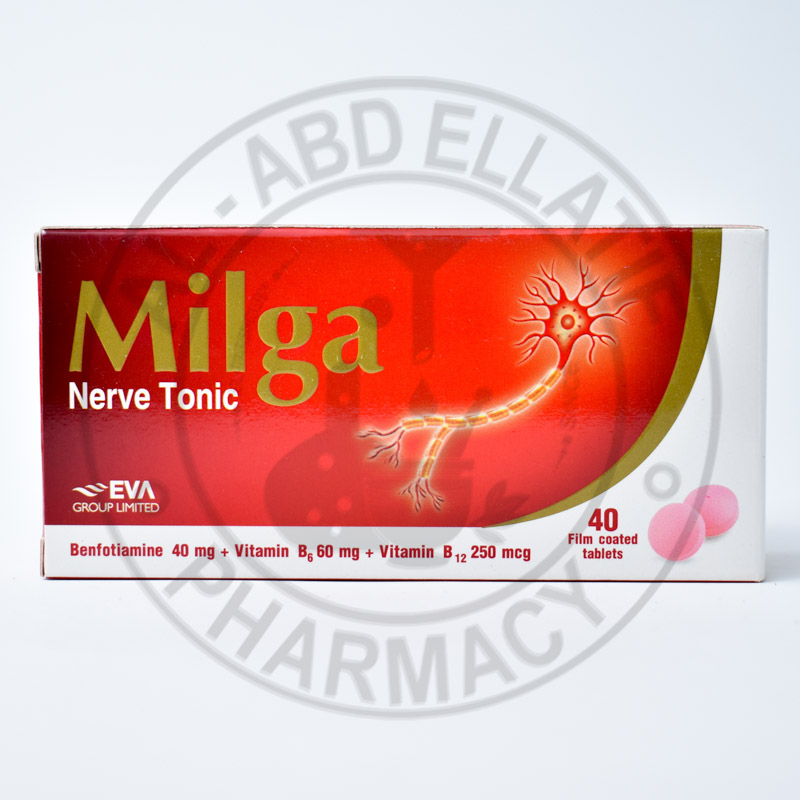 ABD ELLATIF
Milga
Nerve Tonic
EVA
GROUP LIMITED
40
Film coated
tablets
Benfotiamine 40 mg + Vitamin B6 60 mg + Vitamin B12 250 mcg
PHARMACY